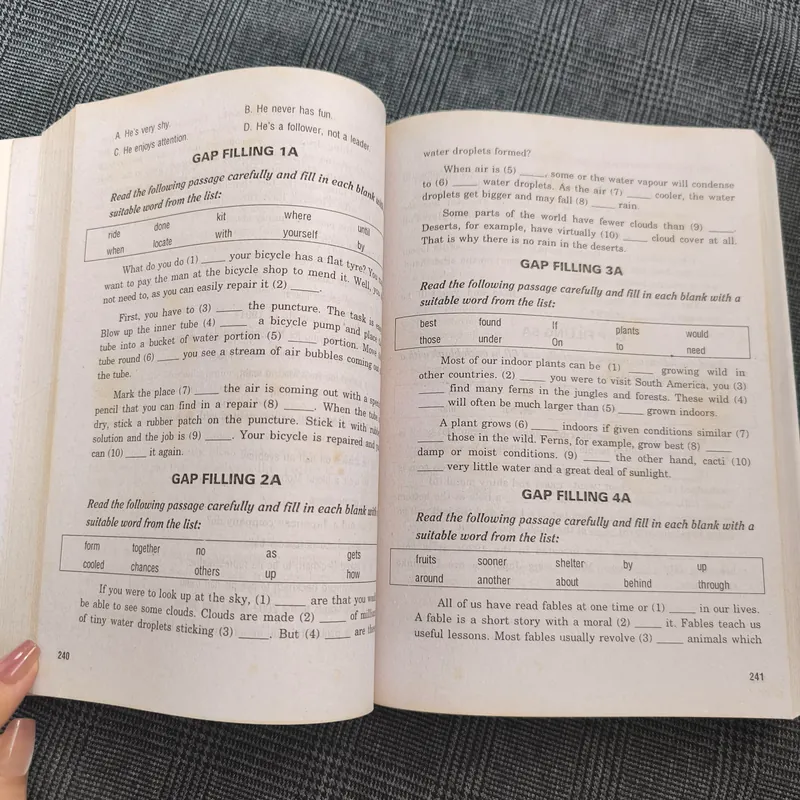 A. He's very shy. B. He never has fun.
C. He enjoys attention. D. He's a follower, not a leader.
GAP FILLING 1A
Read the following passage carefully and fill in each blank with
suitable word from the list:
ride done kit where until
when locate with yourself by
What do you do (1) _____ your bicycle has a flat tyre? You
want to pay the man at the bicycle shop to mend it. Well, you
not need to, as you can easily repair it (2) _____.
First, you have to (3) _____ the puncture. The task is
Blow up the inner tube (4) _____ a bicycle pump and place
tube into a bucket of water portion (5) _____ portion. Move
tube round (6) _____ you see a stream of air bubbles coming
the tube.
Mark the place (7) _____ the air is coming out with a
pencil that you can find in a repair (8) _____. When the tube
dry, stick a rubber patch on the puncture. Stick it with
solution and the job is (9) _____. Your bicycle is repaired and
can (10) _____ it again.
GAP FILLING 2A
Read the following passage carefully and fill in each blank with
suitable word from the list:
form together no as gets
cooled chances others up how
If you were to look up at the sky, (1) _____ are that you
be able to see some clouds. Clouds are made (2) _____ of
of tiny water droplets sticking (3) _____. But (4) _____ are
240
water droplets formed?
When air is (5) _____, some or the water vapour will condense
to (6) _____ water droplets. As the air (7) _____ cooler, the water
droplets get bigger and may fall (8) _____ rain.
Some parts of the world have fewer clouds than (9) _____.
Deserts, for example, have virtually (10) _____ cloud cover at all.
That is why there is no rain in the deserts.
GAP FILLING 3A
Read the following passage carefully and fill in each blank with a
suitable word from the list:
best found If plants would
those under On to need
Most of our indoor plants can be (1) _____ growing wild in
other countries. (2) _____ you were to visit South America, you (3)
_____ find many ferns in the jungles and forests. These wild (4)
_____ will often be much larger than (5) _____ grown indoors.
A plant grows (6) _____ indoors if given conditions similar (7)
_____ those in the wild. Ferns, for example, grow best (8) _____
damp or moist conditions. (9) _____ the other hand, cacti (10)
_____ very little water and a great deal of sunlight.
GAP FILLING 4A
Read the following passage carefully and fill in each blank with a
suitable word from the list:
fruits sooner shelter by up
around another about behind through
All of us have read fables at one time or (1) _____ in our lives.
A fable is a short story with a moral (2) _____ it. Fables teach us
useful lessons. Most fables usually revolve (3) _____ animals which
241